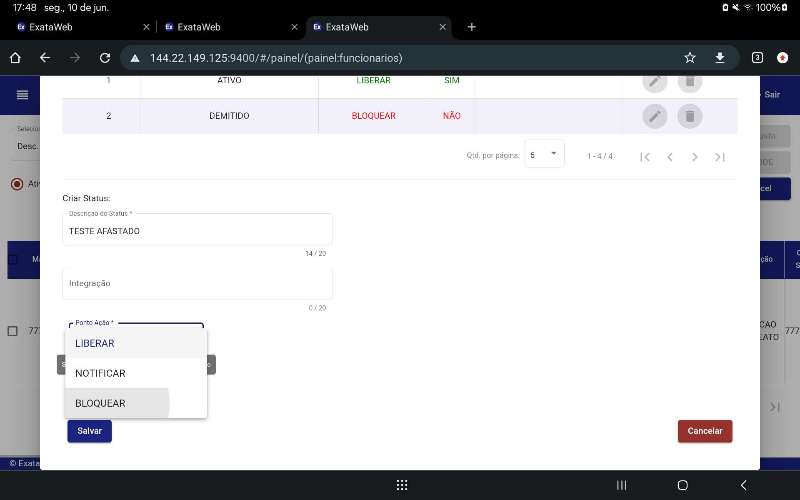 17:48 seg., 10 de jun.
100%
ExataWeb
ExataWeb
ExataWeb
144.22.149.125:9400/#/painel/(painel:funcionarios)
3
Sair
1 ATIVO LIBERAR SIM
2 DEMITIDO BLOQUEAR NÃO
Desc.
Qtd. por página: 5 1 - 4 / 4
Criar Status:
Descrição do Status *
TESTE AFASTADO
14 / 20
Integração
0 / 20
Ponto Ação *
LIBERAR
NOTIFICAR
BLOQUEAR
Salvar
Cancelar
© Exata